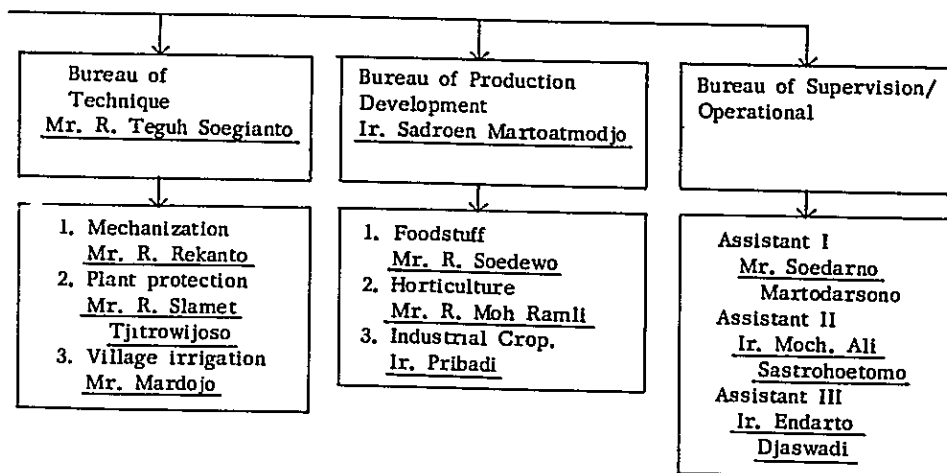 Bureau of
Technique
Mr. R. Teguh Soegianto
Bureau of Production
Development
Ir. Sadroen Martoatmodjo
Bureau of Supervision/
Operational
1. Mechanization
Mr. R. Rekanto
2. Plant protection
Mr. R. Slamet
Tjitrowijoso
3. Village irrigation
Mr. Mardojo
1. Foodstuff
Mr. R. Soedewo
2. Horticulture
Mr. R. Moh Ramli
3. Industrial Crop.
Ir. Pribadi
Assistant I
Mr. Soedarno
Martodarsono
Assistant II
Ir. Moch. Ali
Sastrohoetomo
Assistant III
Ir. Endarto
Djaswadi